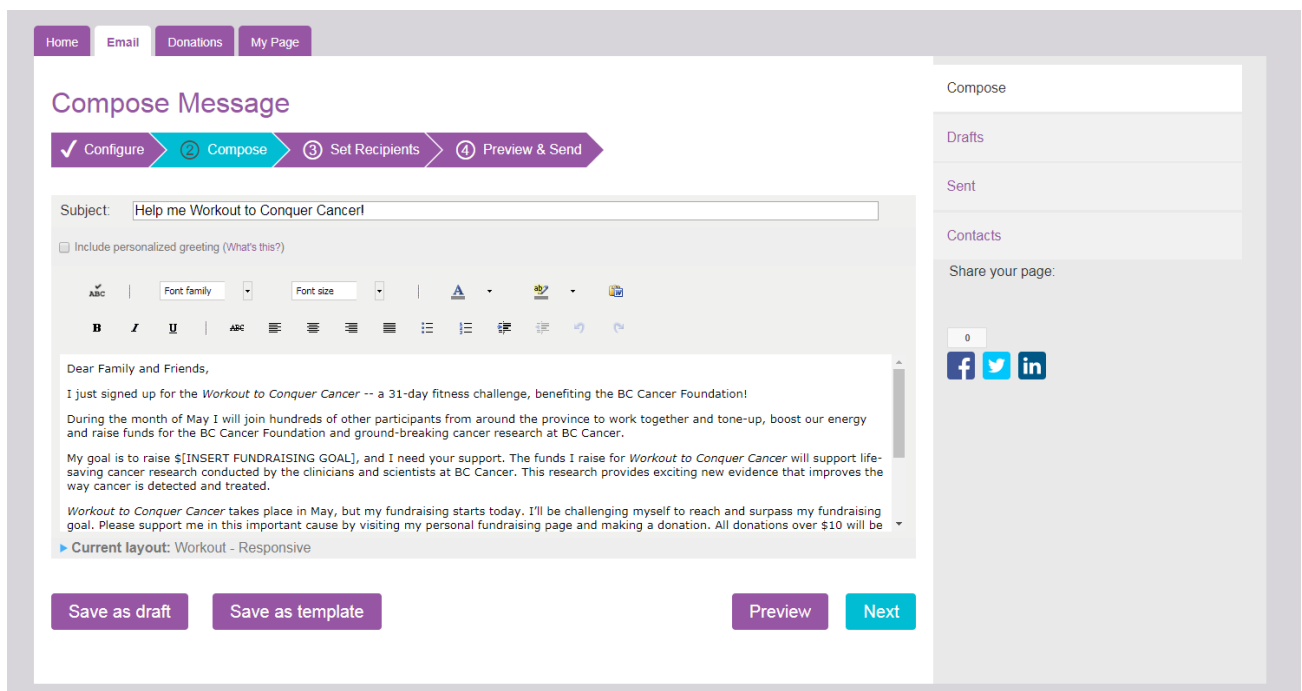 Home Email Donations My Page
Compose Message
Configure 2 Compose 3 Set Recipients 4 Preview & Send
Subject: Help me Workout to Conquer Cancer!
Include personalized greeting (What's this?)
ABC Font family Font size A ab
B I U ABC
Dear Family and Friends,
I just signed up for the Workout to Conquer Cancer -- a 31-day fitness challenge, benefiting the BC Cancer Foundation!
During the month of May I will join hundreds of other participants from around the province to work together and tone-up, boost our energy
and raise funds for the BC Cancer Foundation and ground-breaking cancer research at BC Cancer.
My goal is to raise $[INSERT FUNDRAISING GOAL], and I need your support. The funds I raise for Workout to Conquer Cancer will support life-
saving cancer research conducted by the clinicians and scientists at BC Cancer. This research provides exciting new evidence that improves the
way cancer is detected and treated.
Workout to Conquer Cancer takes place in May, but my fundraising starts today. I'll be challenging myself to reach and surpass my fundraising
goal. Please support me in this important cause by visiting my personal fundraising page and making a donation. All donations over $10 will be
Current layout: Workout - Responsive
Save as draft Save as template Preview Next
Compose
Drafts
Sent
Contacts
Share your page:
0
f in